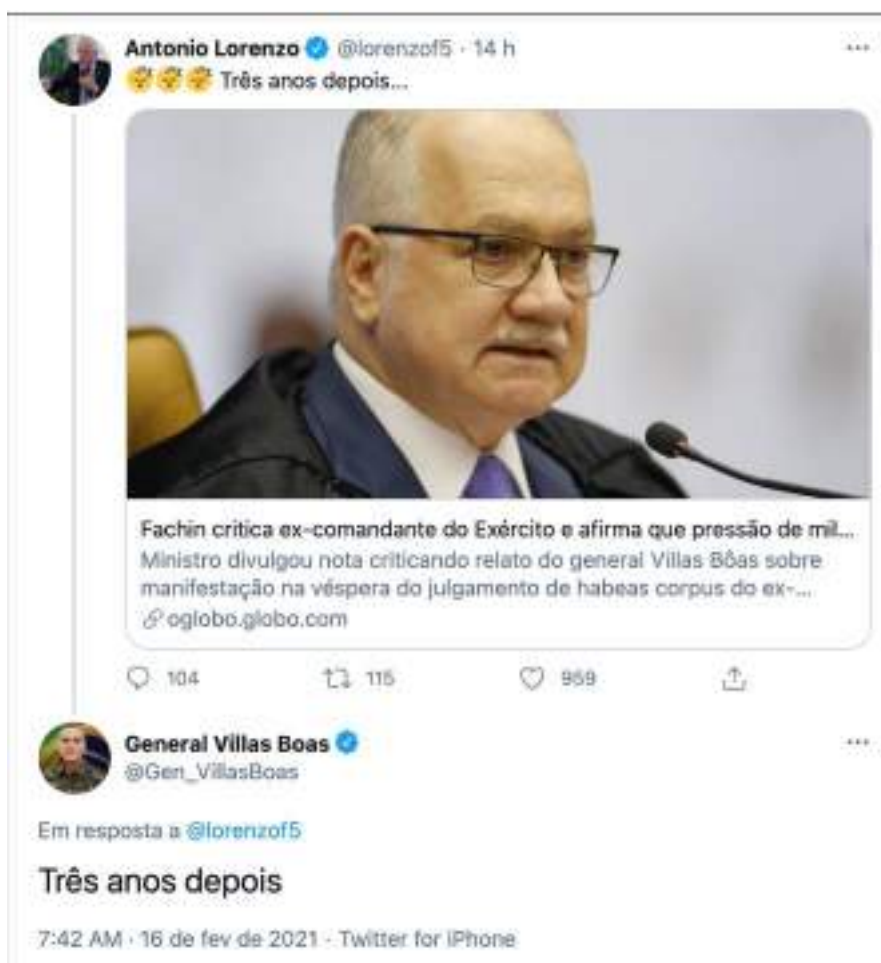 Antonio Lorenzo @lorenzof5 · 14 h
Três anos depois...
Fachin critica ex-comandante do Exército e afirma que pressão de mil...
Ministro divulgou nota criticando relato do general Villas Bôas sobre
manifestação na véspera do julgamento de habeas corpus do ex-...
oglobo.globo.com
104 115 959
General Villas Boas
@Gen_VillasBoas
Em resposta a @lorenzof5
Três anos depois
7:42 AM · 16 de fev de 2021 · Twitter for iPhone